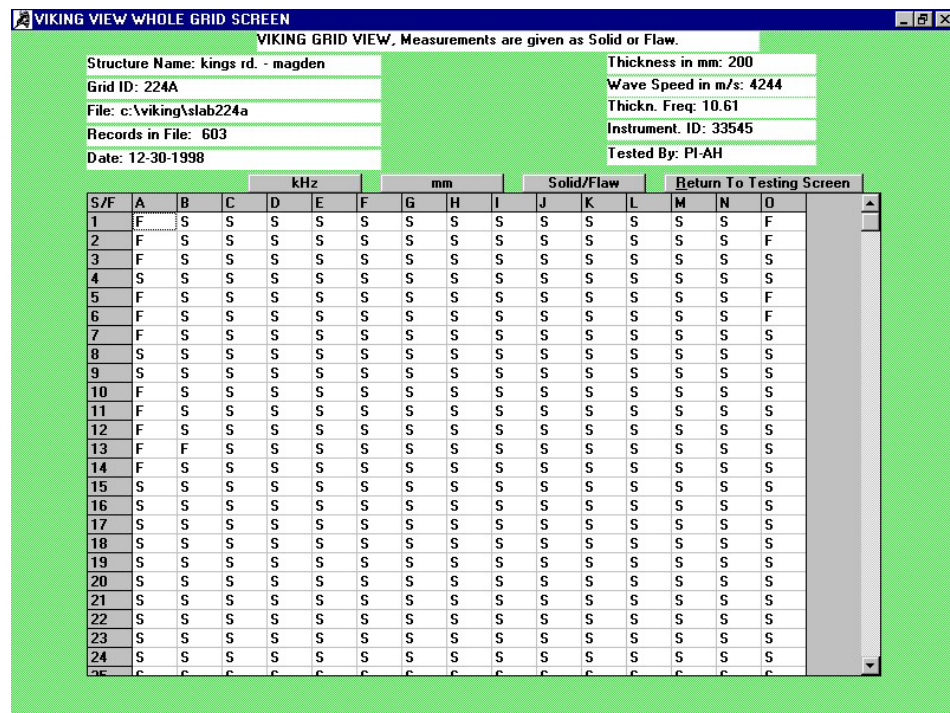 VIKING VIEW WHOLE GRID SCREEN
VIKING GRID VIEW, Measurements are given as Solid or Flaw.
Structure Name: kings rd. - magden
Thickness in mm: 200
Grid ID: 224A
Wave Speed in m/s: 4244
File: c:\viking\slab224a
Thickn. Freq: 10.61
Records in File: 603
Instrument. ID: 33545
Date: 12-30-1998
Tested By: PI-AH
kHz mm Solid/Flaw Return To Testing Screen
S/F A B C D E F G H I J K L M N O
1 F S S S S S S S S S S S S S F
2 F S S S S S S S S S S S S S F
3 F S S S S S S S S S S S S S S
4 S S S S S S S S S S S S S S S
5 F S S S S S S S S S S S S S F
6 F S S S S S S S S S S S S S F
7 F S S S S S S S S S S S S S S
8 S S S S S S S S S S S S S S S
9 S S S S S S S S S S S S S S S
10 F S S S S S S S S S S S S S S
11 F S S S S S S S S S S S S S S
12 F S S S S S S S S S S S S S S
13 F F S S S S S S S S S S S S S
14 F S S S S S S S S S S S S S S
15 S S S S S S S S S S S S S S S
16 S S S S S S S S S S S S S S S
17 S S S S S S S S S S S S S S S
18 S S S S S S S S S S S S S S S
19 S S S S S S S S S S S S S S S
20 S S S S S S S S S S S S S S S
21 S S S S S S S S S S S S S S S
22 S S S S S S S S S S S S S S S
23 S S S S S S S S S S S S S S S
24 S S S S S S S S S S S S S S S